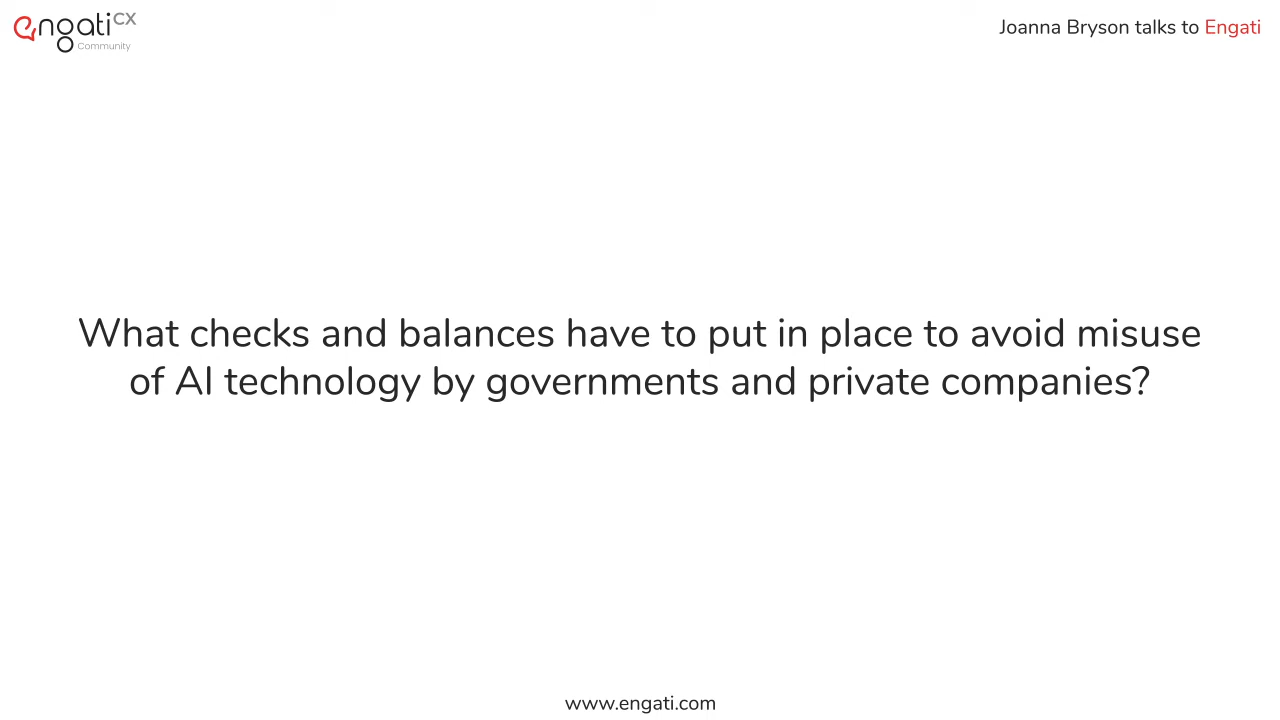 engati CX
Community
Joanna Bryson talks to Engati
What checks and balances have to put in place to avoid misuse
of AI technology by governments and private companies?
www.engati.com